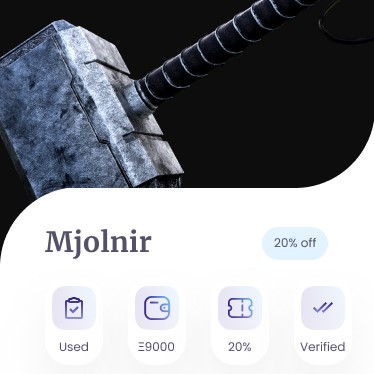 Mjolnir
20% off
Used
Ξ9000
20%
Verified